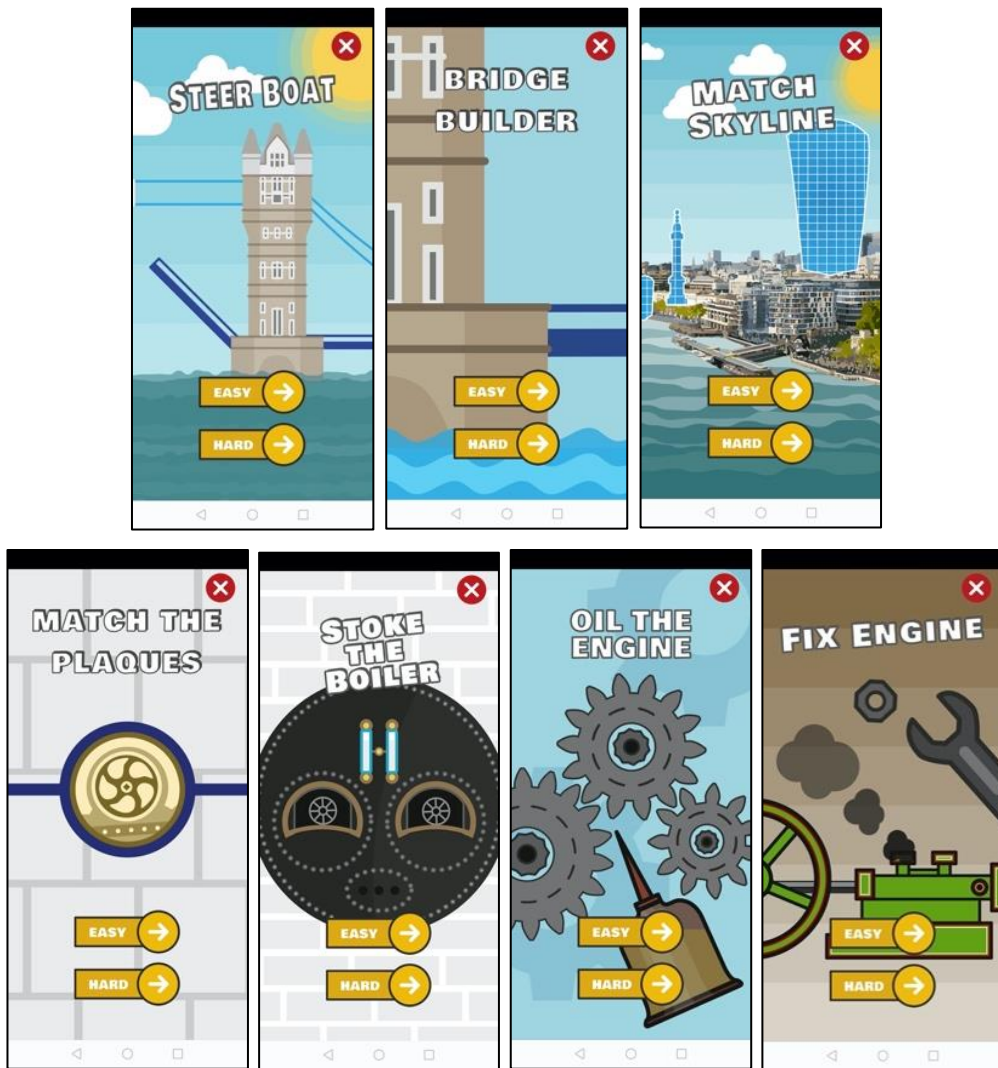 STEER BOAT
EASY
HARD
BRIDGE
BUILDER
EASY
HARD
MATCH
SKYLINE
EASY
HARD
MATCH THE
PLAQUES
EASY
HARD
STOKE
THE
BOILER
EASY
HARD
OIL THE
ENGINE
EASY
HARD
FIX ENGINE
EASY
HARD